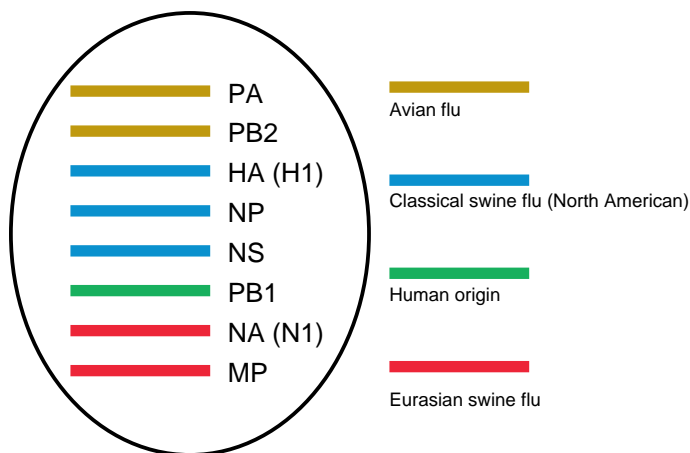 PA
PB2
HA (H1)
NP
NS
PB1
NA (N1)
MP
Avian flu
Classical swine flu (North American)
Human origin
Eurasian swine flu